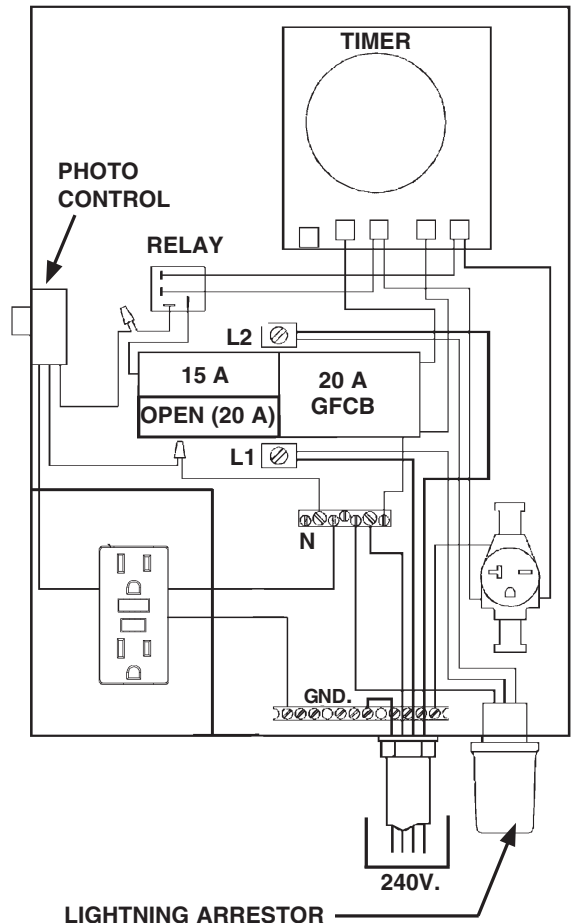 TIMER
PHOTO
CONTROL
RELAY
L2
15 A
20 A
GFCB
OPEN (20 A)
L1
N
GND.
240V.
LIGHTNING ARRESTOR